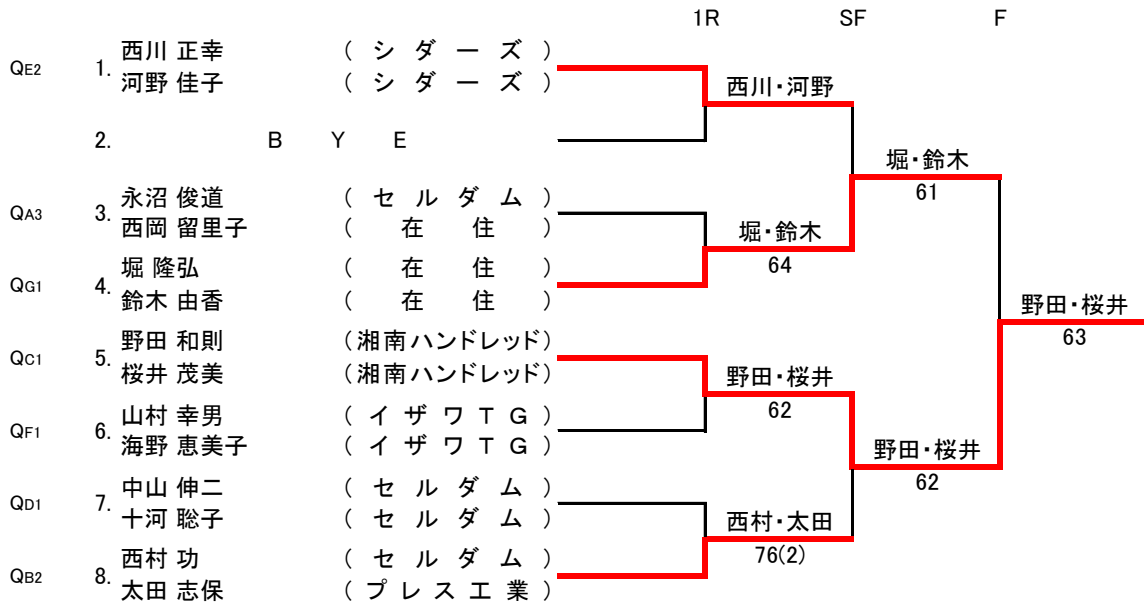 1R SF F
QE2 1. 西川 正幸 ( シ ダ ー ズ )
河野 佳子 ( シ ダ ー ズ )
西川・河野
2. B Y E
堀・鈴木
61
QA3 3. 永沼 俊道 ( セ ル ダ ム )
西岡 留里子 ( 在 住 )
堀・鈴木
64
QG1 4. 堀 隆弘 ( 在 住 )
鈴木 由香 ( 在 住 )
野田・桜井
63
QC1 5. 野田 和則 (湘南ハンドレッド)
桜井 茂美 (湘南ハンドレッド)
野田・桜井
62
QF1 6. 山村 幸男 ( イ ザ ワ T G )
海野 恵美子 ( イ ザ ワ T G )
野田・桜井
62
QD1 7. 中山 伸二 ( セ ル ダ ム )
十河 聡子 ( セ ル ダ ム )
西村・太田
76(2)
QB2 8. 西村 功 ( セ ル ダ ム )
太田 志保 ( プ レ ス 工 業 )